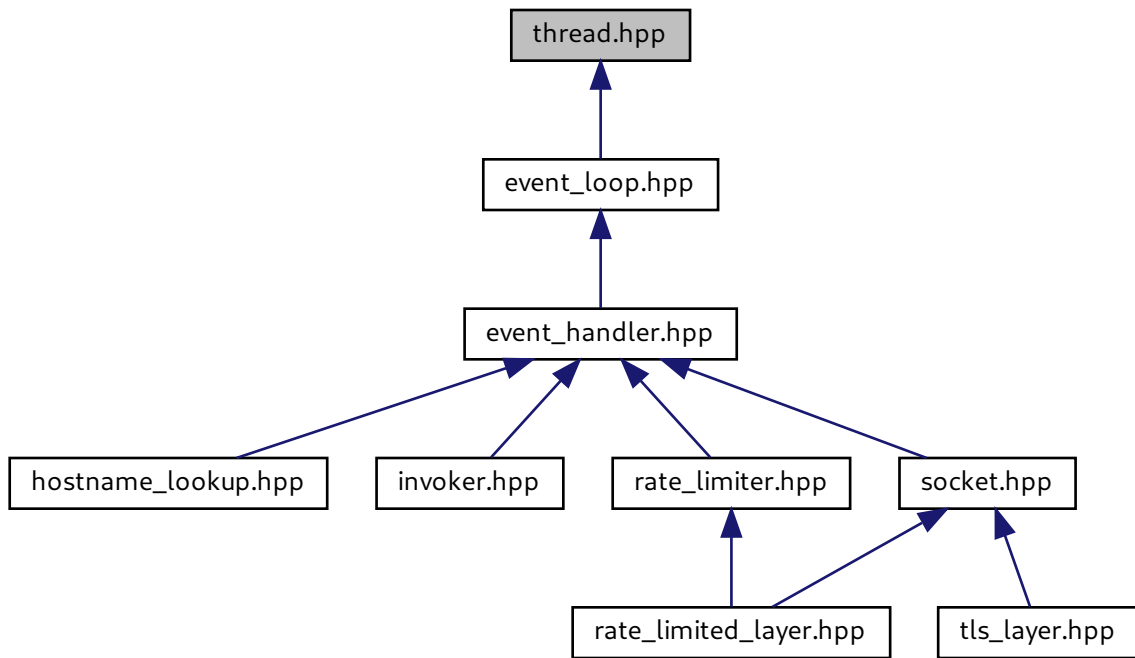 thread.hpp
event_loop.hpp
event_handler.hpp
hostname_lookup.hpp
invoker.hpp
rate_limiter.hpp
socket.hpp
rate_limited_layer.hpp
tls_layer.hpp